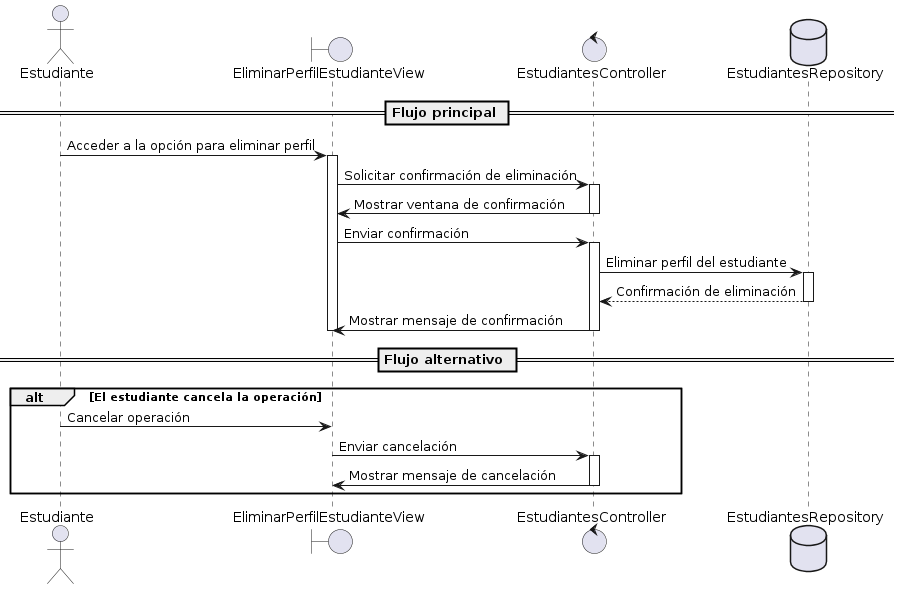 Estudiante
EliminarPerfilEstudianteView
EstudiantesController
EstudiantesRepository
Flujo principal
Acceder a la opción para eliminar perfil
Solicitar confirmación de eliminación
Mostrar ventana de confirmación
Enviar confirmación
Eliminar perfil del estudiante
Confirmación de eliminación
Mostrar mensaje de confirmación
Flujo alternativo
alt [El estudiante cancela la operación]
Cancelar operación
Enviar cancelación
Mostrar mensaje de cancelación
Estudiante
EliminarPerfilEstudianteView
EstudiantesController
EstudiantesRepository